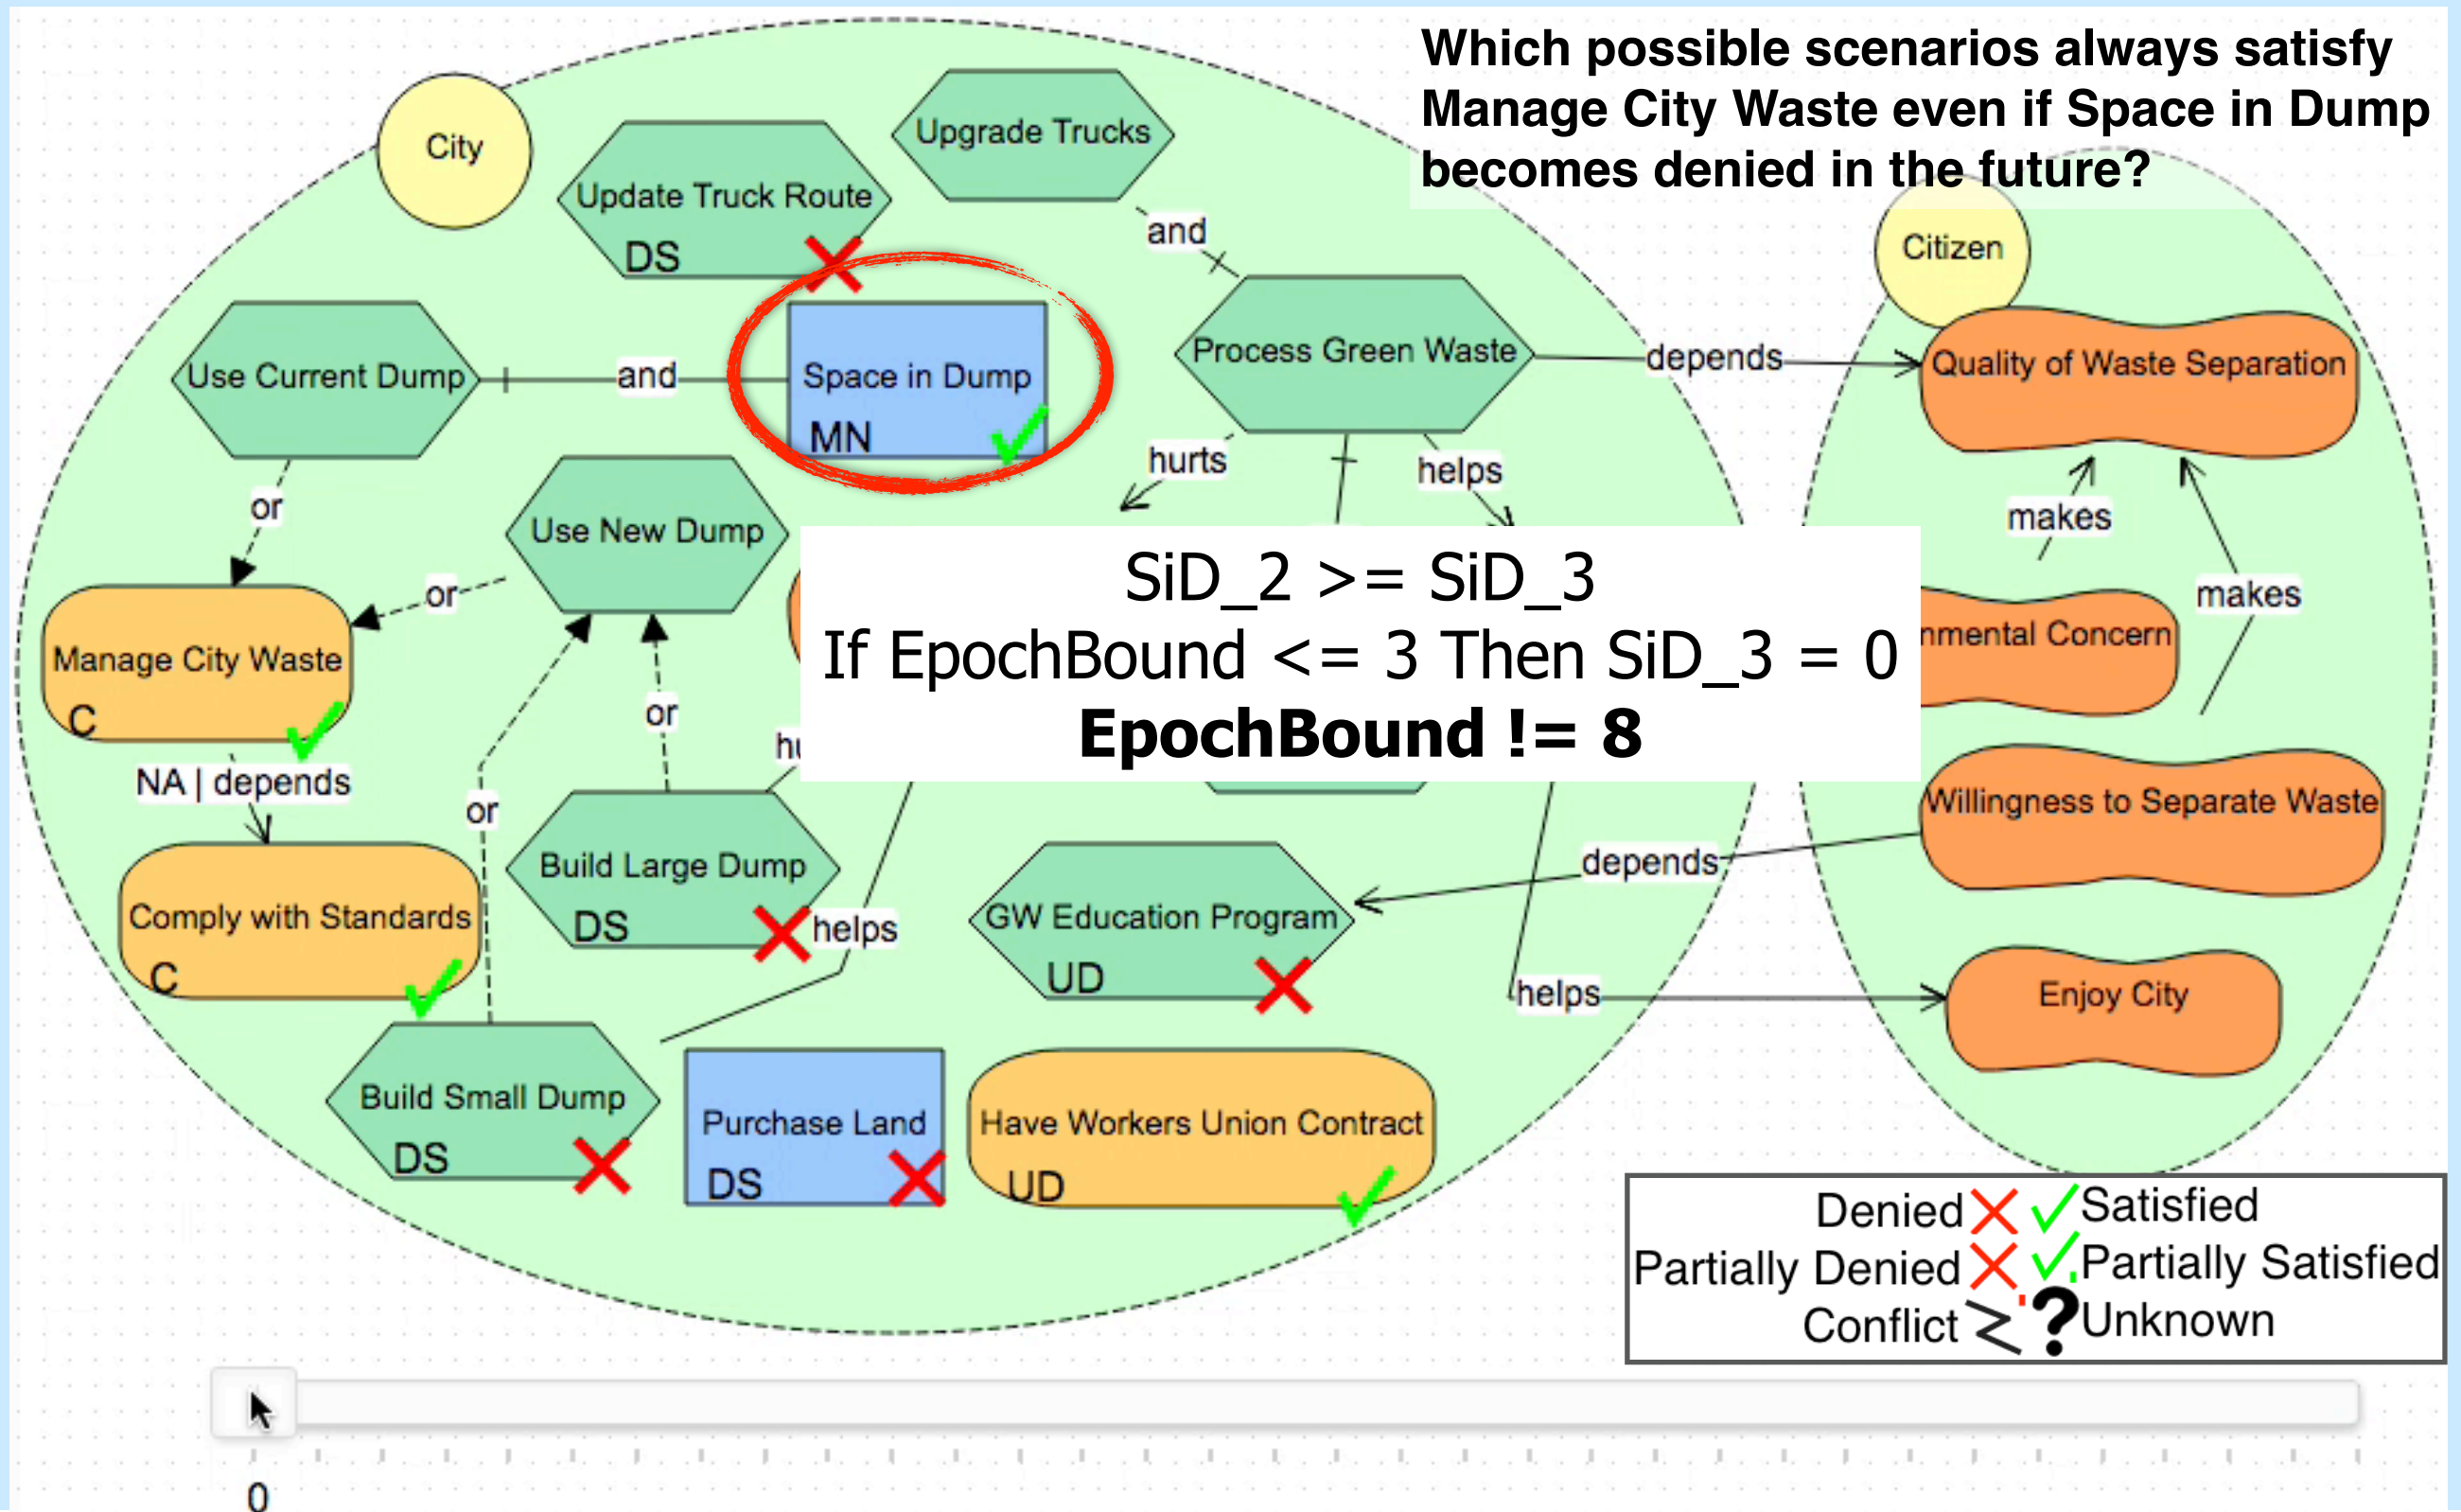 Which possible scenarios always satisfy
Manage City Waste even if Space in Dump
becomes denied in the future?
City
Upgrade Trucks
Update Truck Route
DS
and
Citizen
Use Current Dump
and
Space in Dump
MN
Process Green Waste
depends
Quality of Waste Separation
hurts
helps
or
Use New Dump
makes
or
makes
SiD_2 >= SiD_3
If EpochBound <= 3 Then SiD_3 = 0
EpochBound != 8
nmental Concern
Manage City Waste
C
or
hu
NA | depends
or
Build Large Dump
DS
helps
Willingness to Separate Waste
depends
Comply with Standards
C
GW Education Program
UD
helps
Enjoy City
Build Small Dump
DS
Purchase Land
DS
Have Workers Union Contract
UD
Denied
Satisfied
Partially Denied
Partially Satisfied
Conflict
Unknown
0